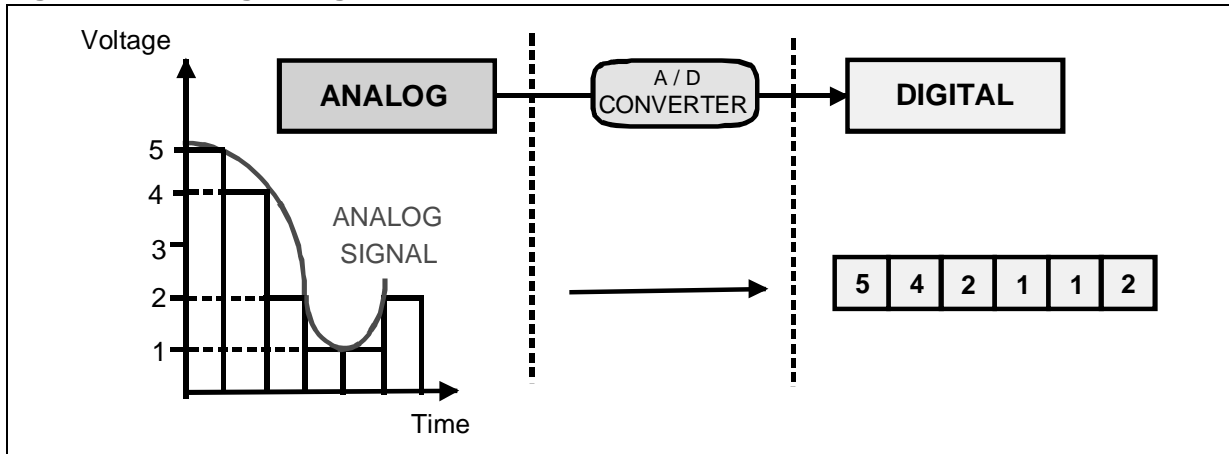 Voltage
ANALOG
A / D
CONVERTER
DIGITAL
5
4
3
2
1
ANALOG
SIGNAL
5 4 2 1 1 2
Time